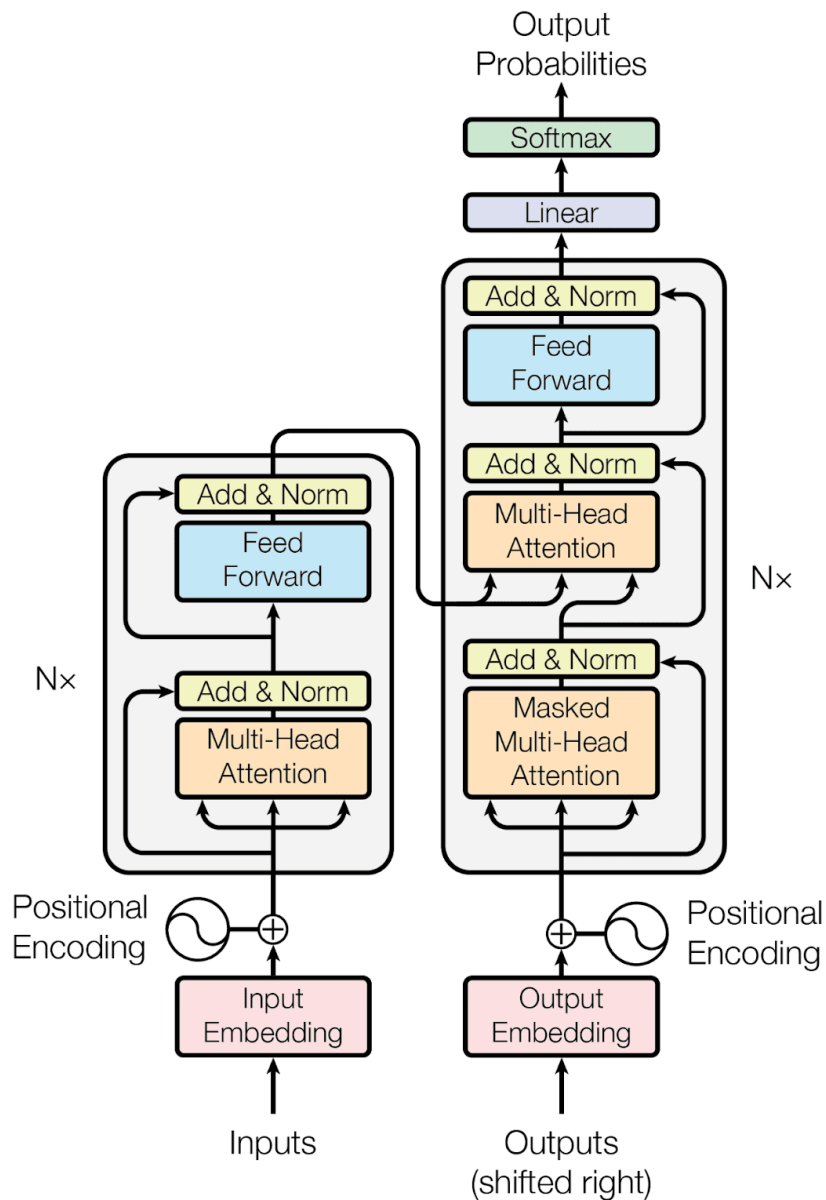 Output
Probabilities
Softmax
Linear
Add & Norm
Feed
Forward
Add & Norm
Multi-Head
Attention
Add & Norm
Masked
Multi-Head
Attention
N×
Add & Norm
Feed
Forward
Add & Norm
Multi-Head
Attention
N×
Positional
Encoding
Positional
Encoding
Input
Embedding
Output
Embedding
Inputs
Outputs
(shifted right)